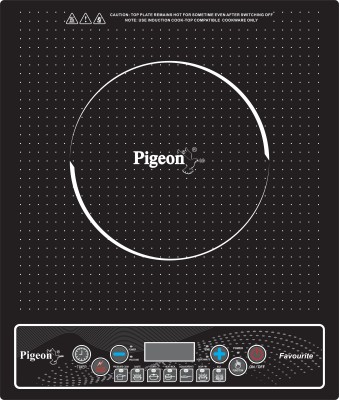 CAUTION: TOP PLATE REMAINS HOT FOR SOMETIME EVEN AFTER SWITCHING OFF
NOTE: USE INDUCTION COOK-TOP COMPATIBLE COOKWARE ONLY
Pigeon®
Pigeon
TIMER
ON / OFF
Favourite